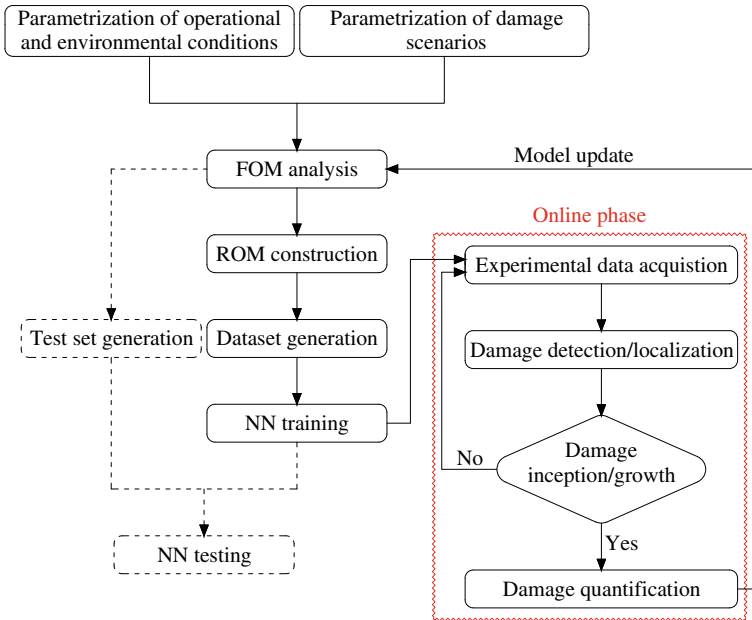 Parametrization of operational
and environmental conditions
Parametrization of damage
scenarios
FOM analysis
Model update
Online phase
ROM construction
Experimental data acquistion
Test set generation
Dataset generation
Damage detection/localization
NN training
No
Damage
inception/growth
Yes
NN testing
Damage quantification